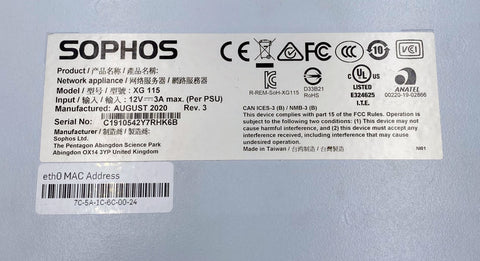 SOPHOS
Product / 产品名称 / 產品名稱:
Network appliance / 网络服务器 / 網路服務器
Model / 型号 / 型號: XG 115
Input / 输入 / 輸入: 12V⎓3A max. (Per PSU)
Manufactured: AUGUST 2020 Rev. 3
Serial No: C1910542Y7RHK6B
Manufacturer / 制造商 / 製造商:
Sophos Ltd.
The Pentagon Abingdon Science Park
Abingdon OX14 3YP United Kingdom
FC CE VCI
10
R-REM-SoH-XG115
D33B21
RoHS
UL US
LISTED
E324625
I.T.E.
ANATEL
00220-19-02866
CAN ICES-3 (B) / NMB-3 (B)
This device complies with part 15 of the FCC Rules. Operation is
subject to the following two conditions: (1) This device may not
cause harmful interference, and (2) this device must accept any
interference received, including interference that may cause
undesired operation.
Made in Taiwan / 台湾制造 / 台灣製造
NI01
eth0 MAC Address
7C-5A-1C-6C-00-24